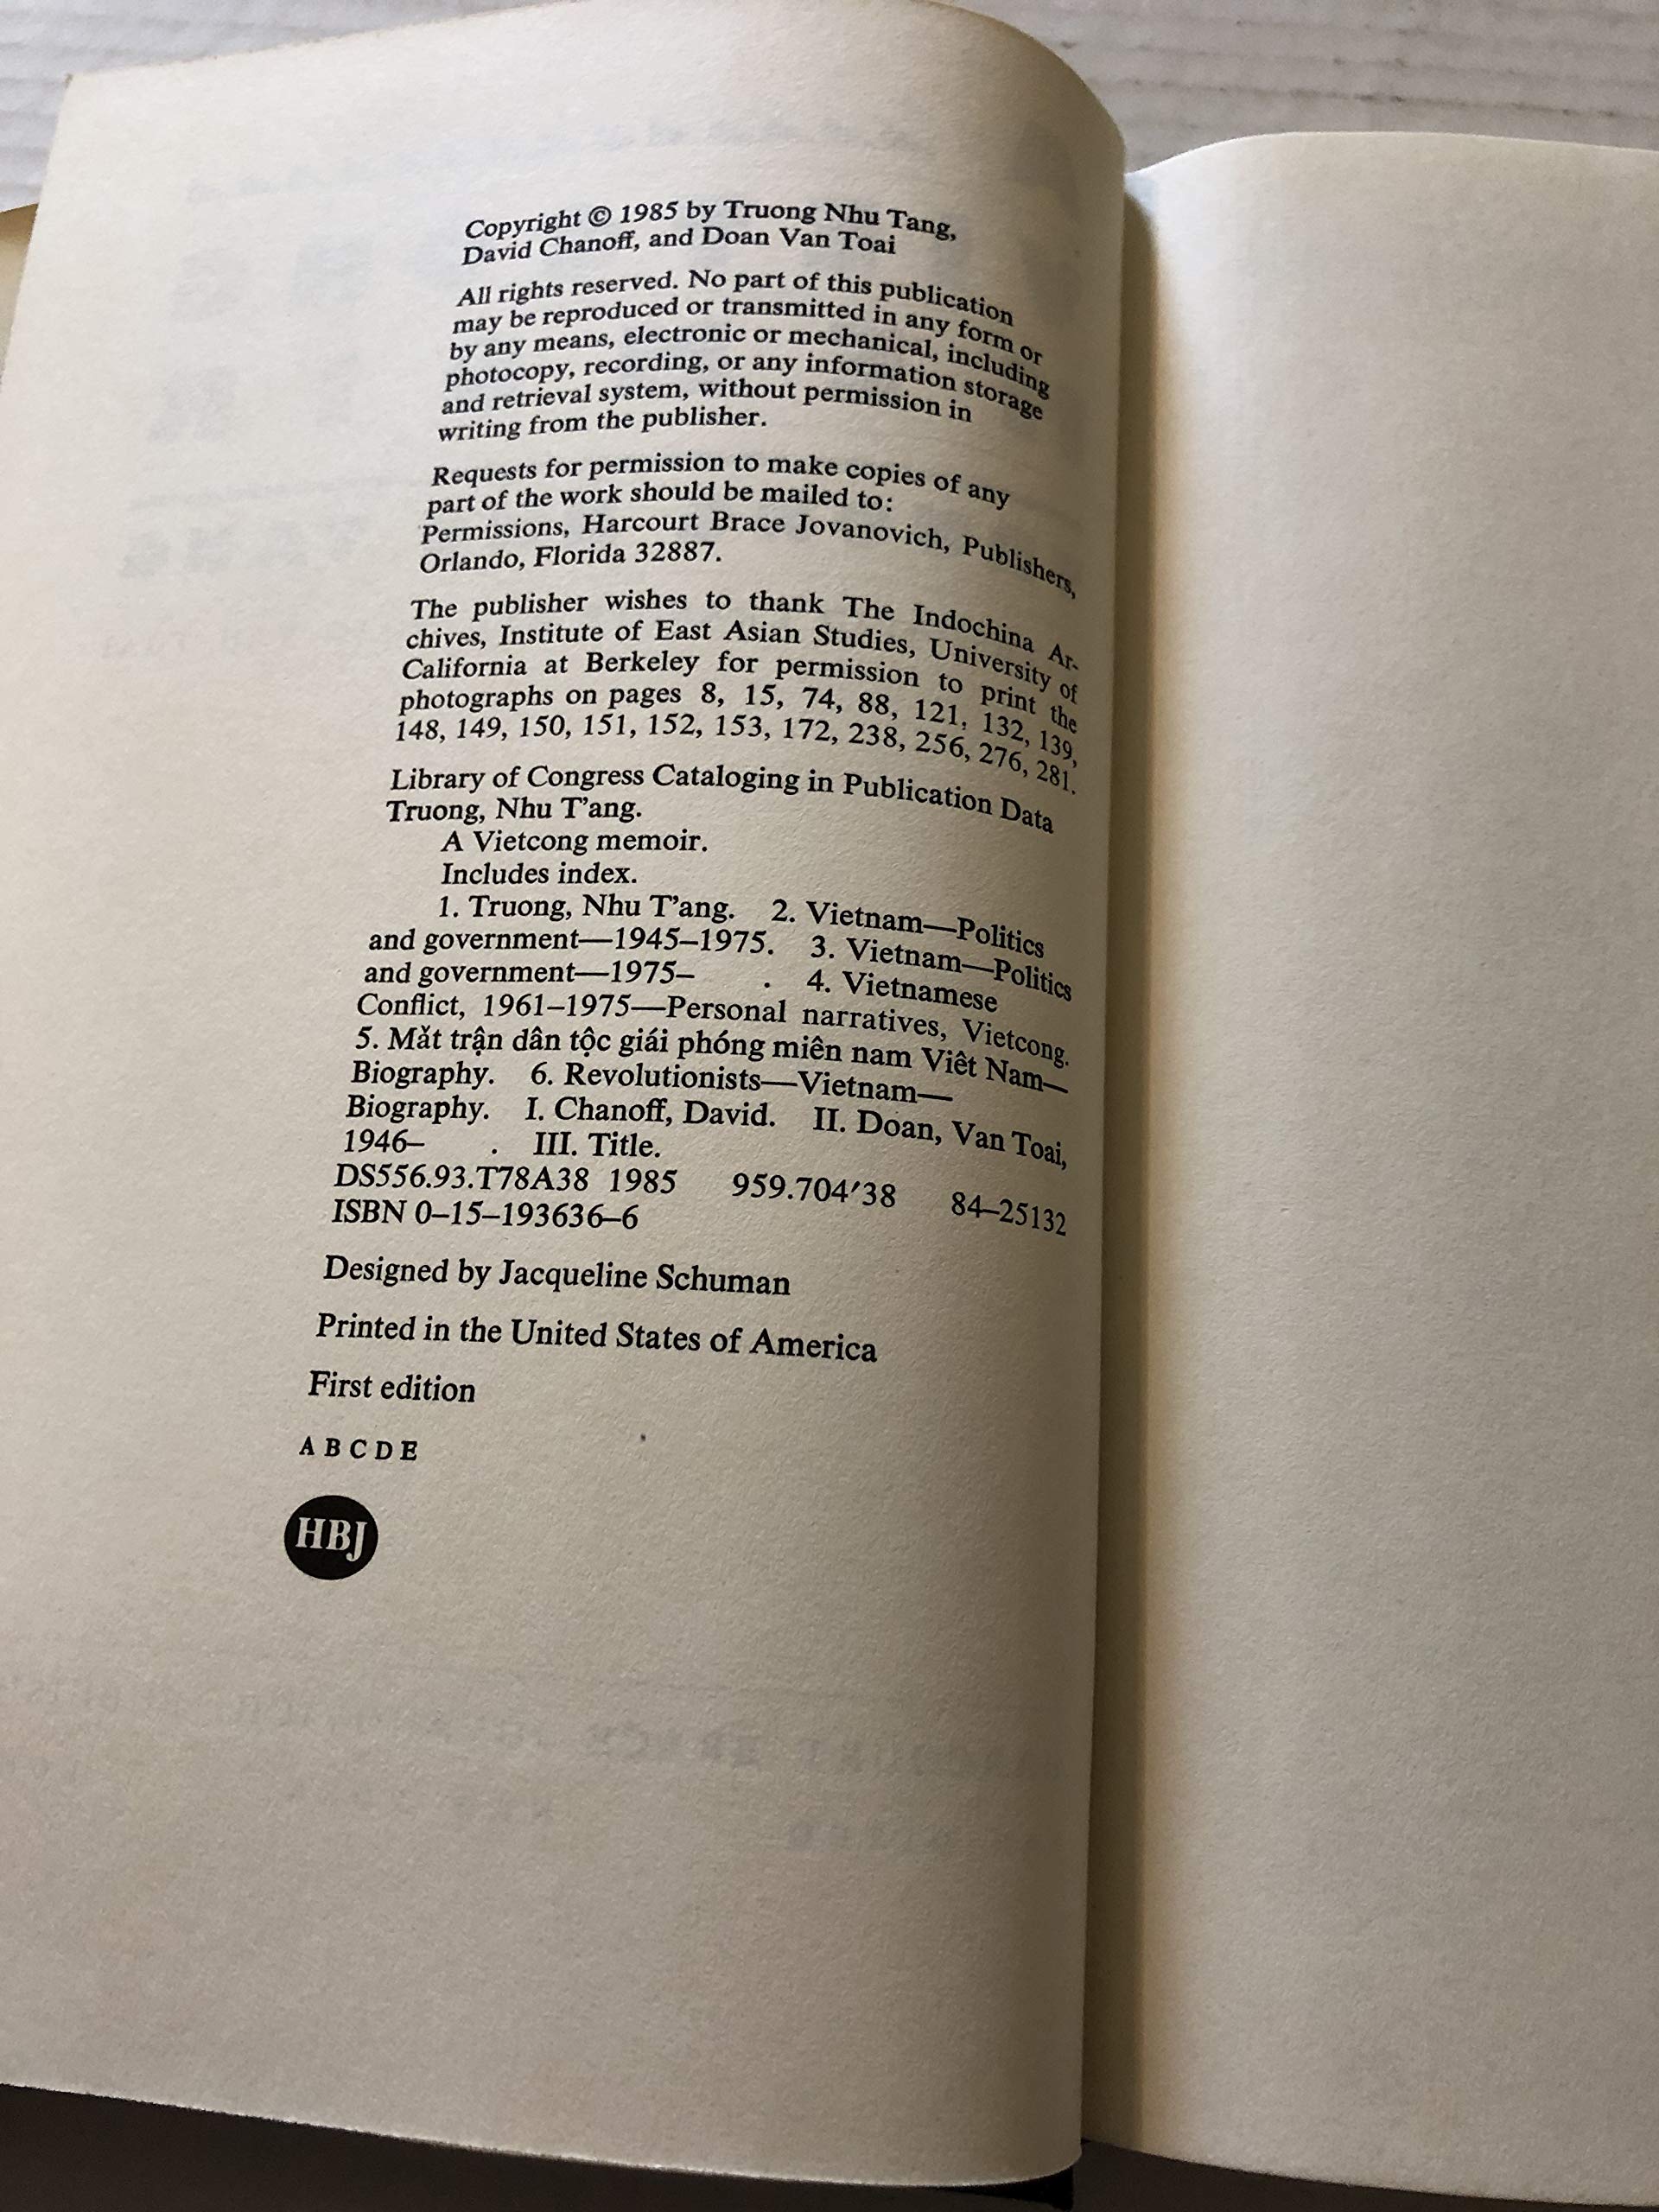 Copyright © 1985 by Truong Nhu Tang,
David Chanoff, and Doan Van Toai
All rights reserved. No part of this publication
may be reproduced or transmitted in any form or
by any means, electronic or mechanical, including
photocopy, recording, or any information storage
and retrieval system, without permission in
writing from the publisher.
Requests for permission to make copies of any
part of the work should be mailed to:
Permissions, Harcourt Brace Jovanovich, Publishers,
Orlando, Florida 32887.
The publisher wishes to thank The Indochina Ar-
chives, Institute of East Asian Studies, University of
California at Berkeley for permission to print the
photographs on pages 8, 15, 74, 88, 121, 132, 139,
148, 149, 150, 151, 152, 153, 172, 238, 256, 276, 281.
Library of Congress Cataloging in Publication Data
Truong, Nhu T'ang.
A Vietcong memoir.
Includes index.
1. Truong, Nhu T'ang. 2. Vietnam—Politics
and government—1945–1975. 3. Vietnam—Politics
and government—1975– . 4. Vietnamese
Conflict, 1961–1975—Personal narratives, Vietcong.
5. Mặt trận dân tộc giái phóng miên nam Viêt Nam—
Biography. 6. Revolutionists—Vietnam—
Biography. I. Chanoff, David. II. Doan, Van Toai,
1946– . III. Title.
DS556.93.T78A38 1985 959.704′38 84–25132
ISBN 0–15–193636–6
Designed by Jacqueline Schuman
Printed in the United States of America
First edition
A B C D E
HBJ